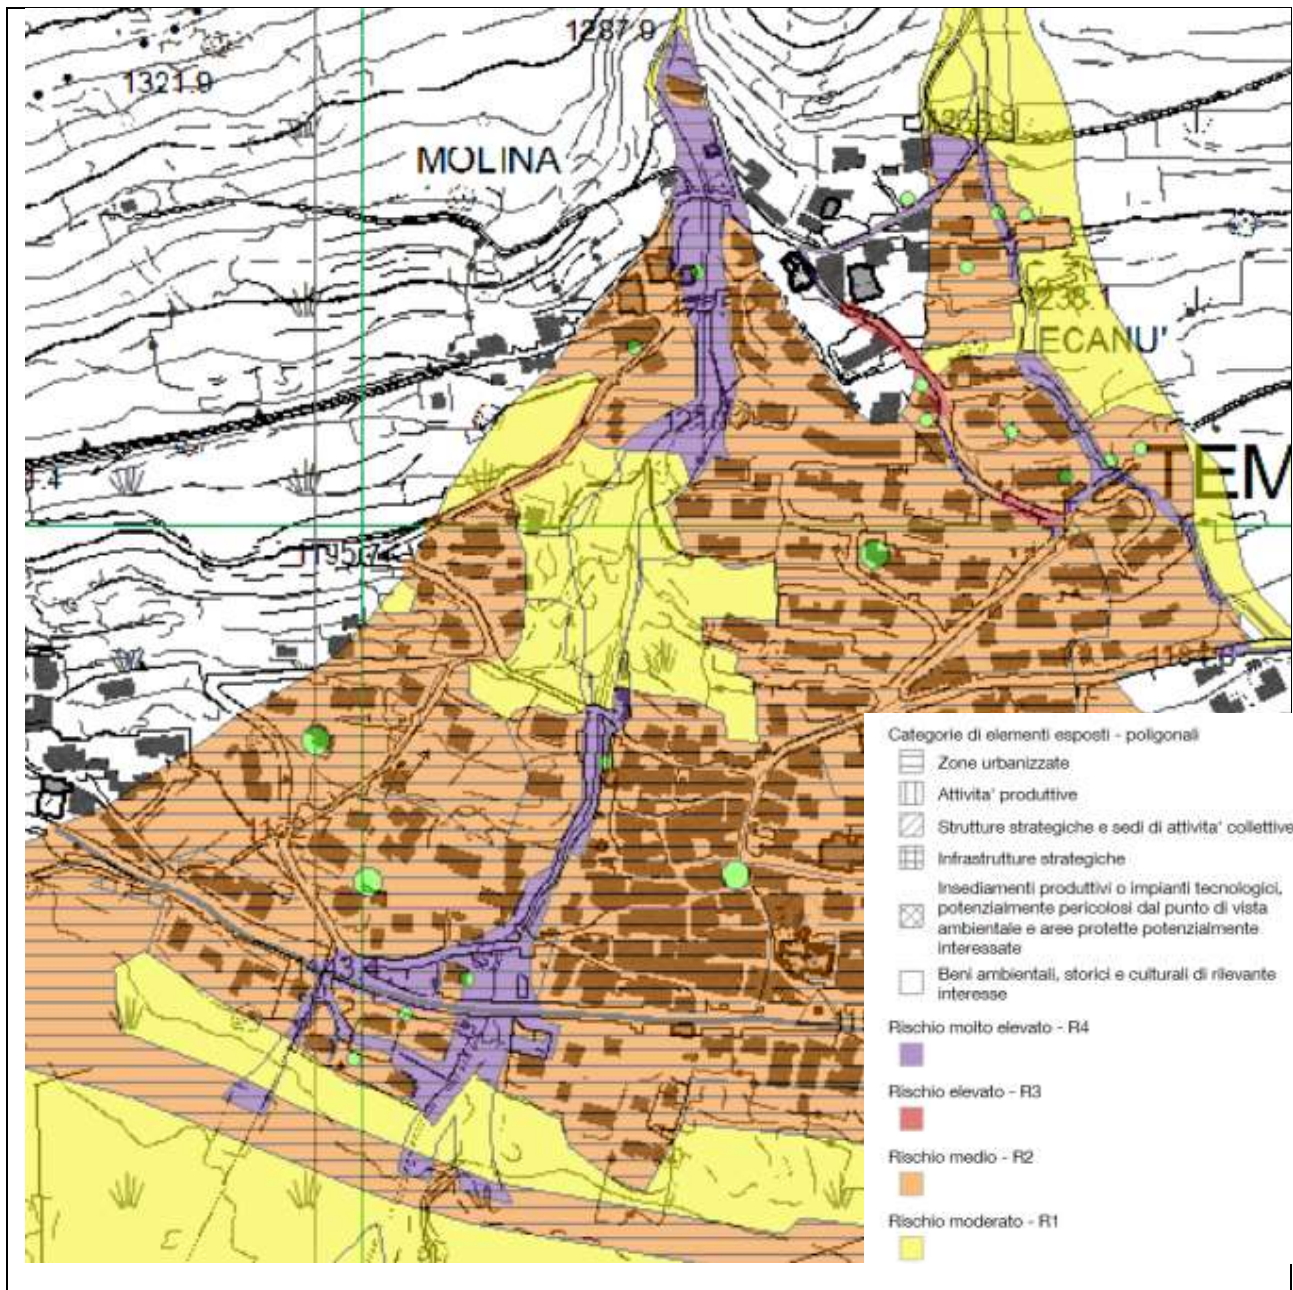 1287.9
1321.9
MOLINA
LECANU'
TEM
Categorie di elementi esposti - poligonali
Zone urbanizzate
Attivita' produttive
Strutture strategiche e sedi di attivita' collettive
Infrastrutture strategiche
Insediamenti produttivi o impianti tecnologici,
potenzialmente pericolosi dal punto di vista
ambientale e aree protette potenzialmente
interessate
Beni ambientali, storici e culturali di rilevante
interesse
Rischio molto elevato - R4
Rischio elevato - R3
Rischio medio - R2
Rischio moderato - R1